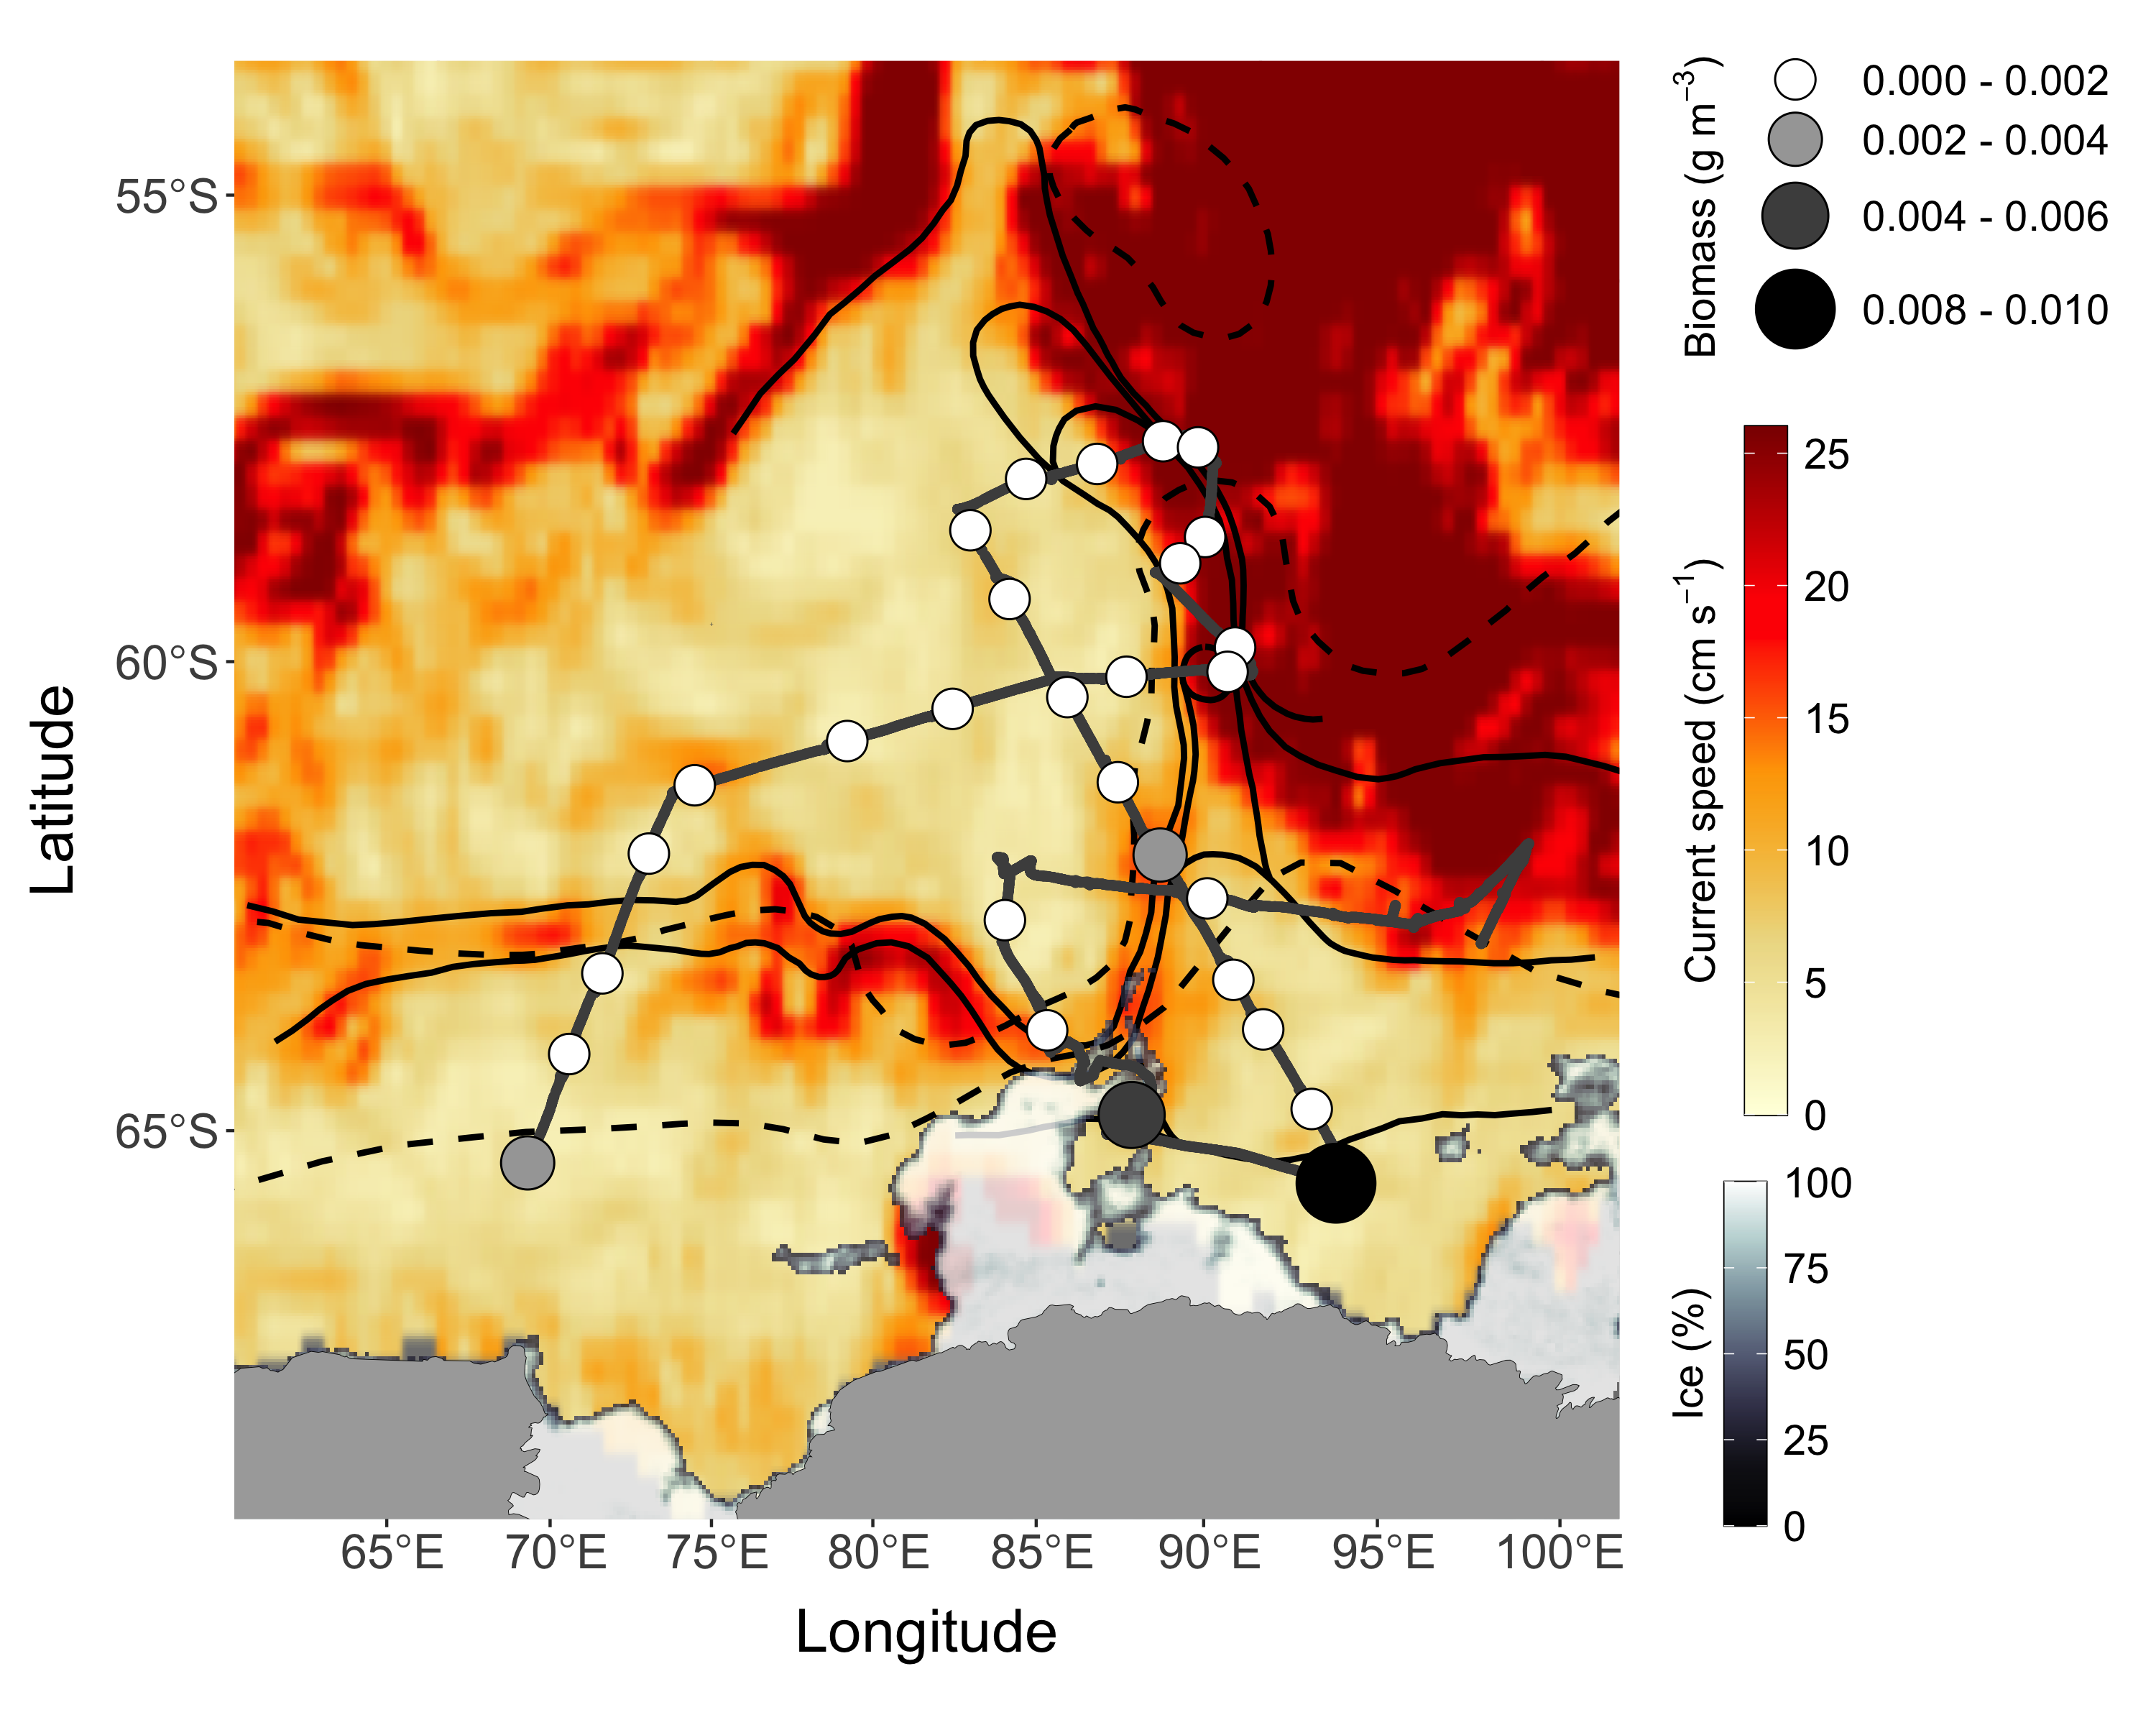 55°S
60°S
65°S
Latitude
65°E 70°E 75°E 80°E 85°E 90°E 95°E 100°E
Longitude
Biomass (g m⁻³)
0.000 - 0.002
0.002 - 0.004
0.004 - 0.006
0.008 - 0.010
Current speed (cm s⁻¹)
25
20
15
10
5
0
Ice (%)
100
75
50
25
0